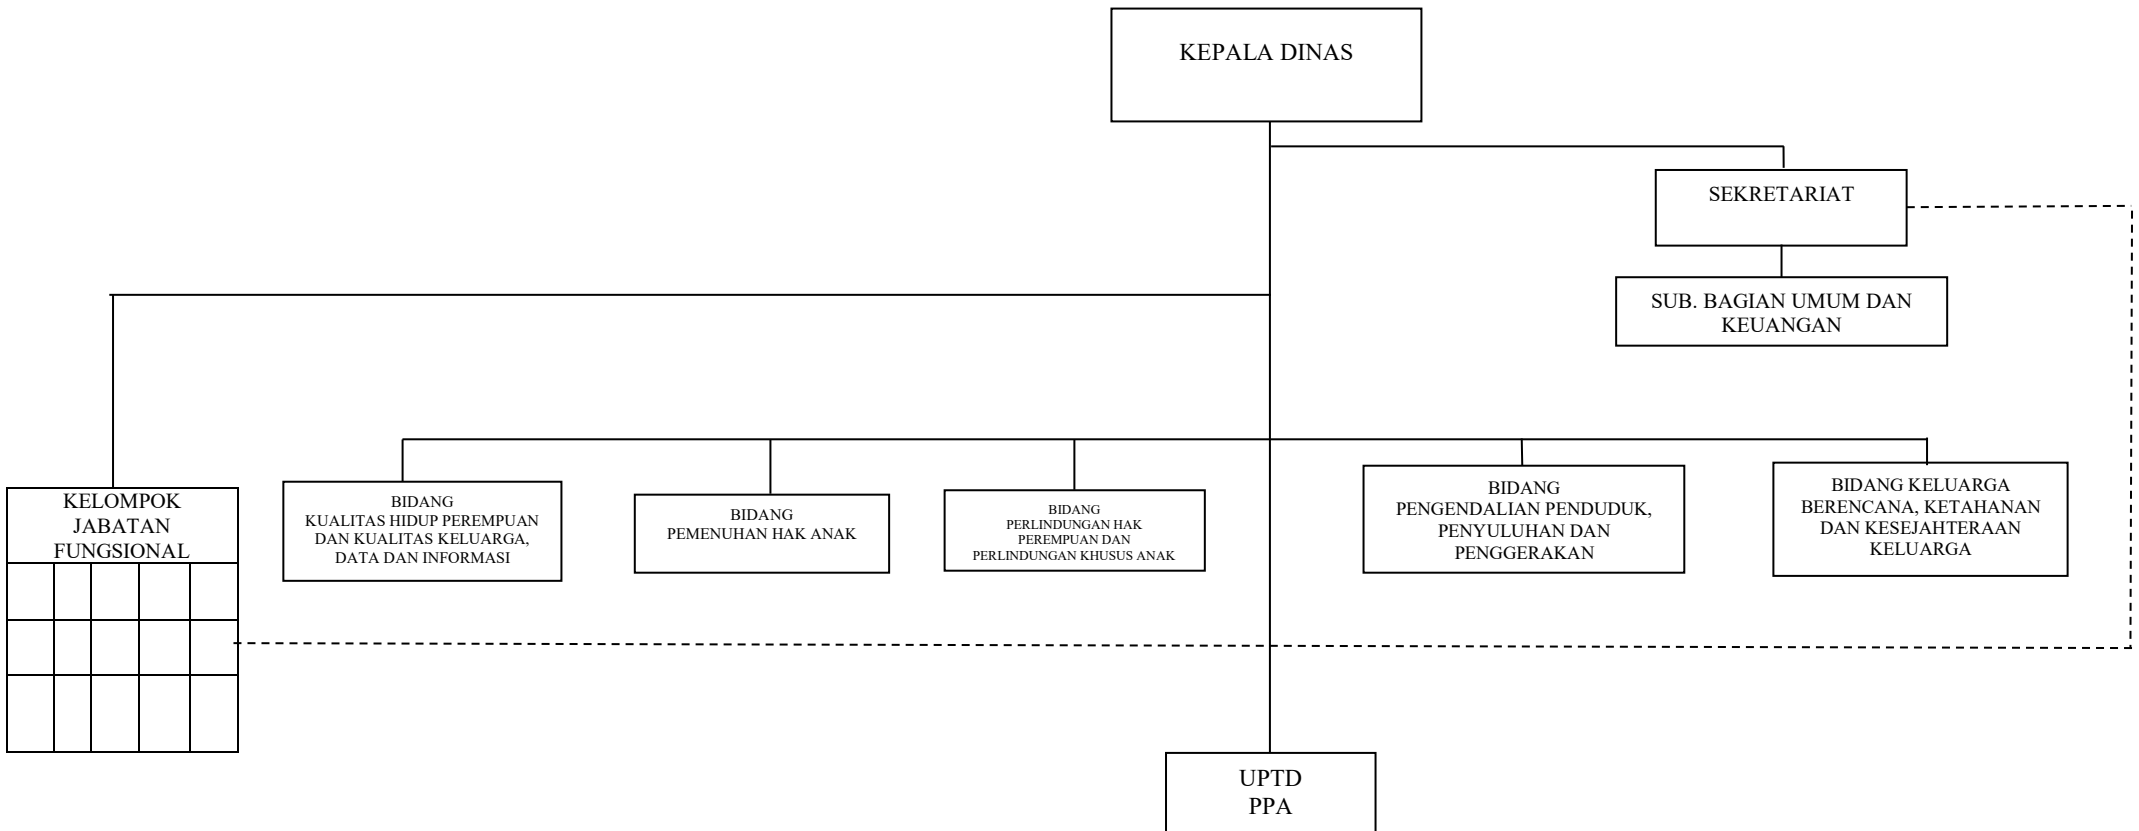 KEPALA DINAS
SEKRETARIAT
SUB. BAGIAN UMUM DAN
KEUANGAN
KELOMPOK
JABATAN
FUNGSIONAL
BIDANG
KUALITAS HIDUP PEREMPUAN
DAN KUALITAS KELUARGA,
DATA DAN INFORMASI
BIDANG
PEMENUHAN HAK ANAK
BIDANG
PERLINDUNGAN HAK
PEREMPUAN DAN
PERLINDUNGAN KHUSUS ANAK
BIDANG
PENGENDALIAN PENDUDUK,
PENYULUHAN DAN
PENGGERAKAN
BIDANG KELUARGA
BERENCANA, KETAHANAN
DAN KESEJAHTERAAN
KELUARGA
UPTD
PPA